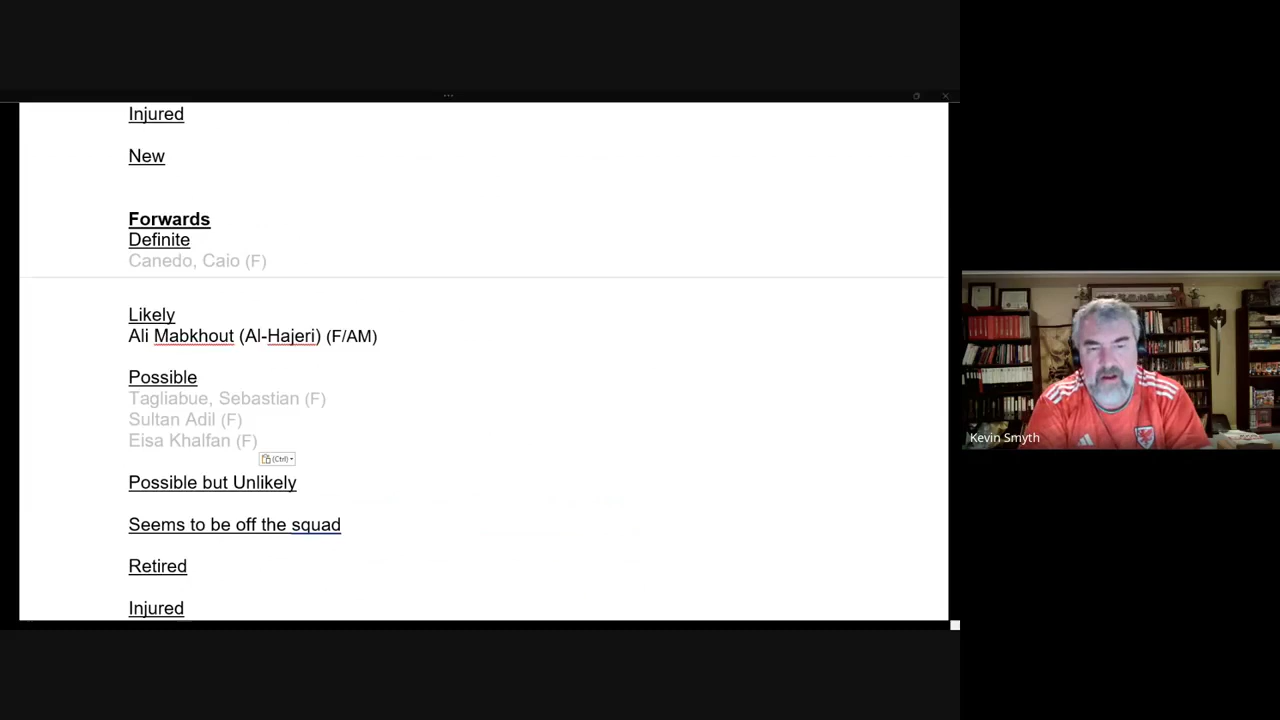 Injured
New
Forwards
Definite
Canedo, Caio (F)
Likely
Ali Mabkhout (Al-Hajeri) (F/AM)
Possible
Tagliabue, Sebastian (F)
Sultan Adil (F)
Eisa Khalfan (F)
(Ctrl)
Possible but Unlikely
Seems to be off the squad
Retired
Injured
Kevin Smyth